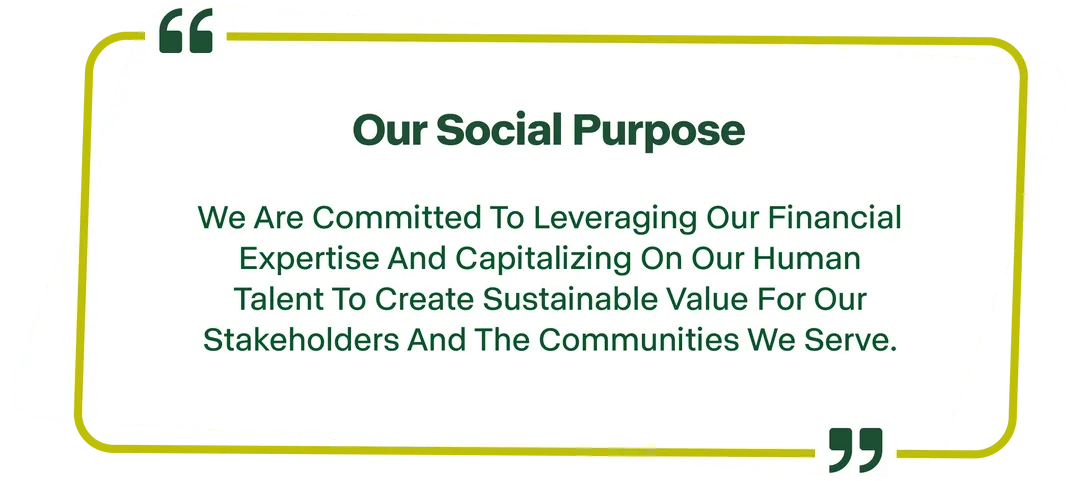 Our Social Purpose
We Are Committed To Leveraging Our Financial
Expertise And Capitalizing On Our Human
Talent To Create Sustainable Value For Our
Stakeholders And The Communities We Serve.